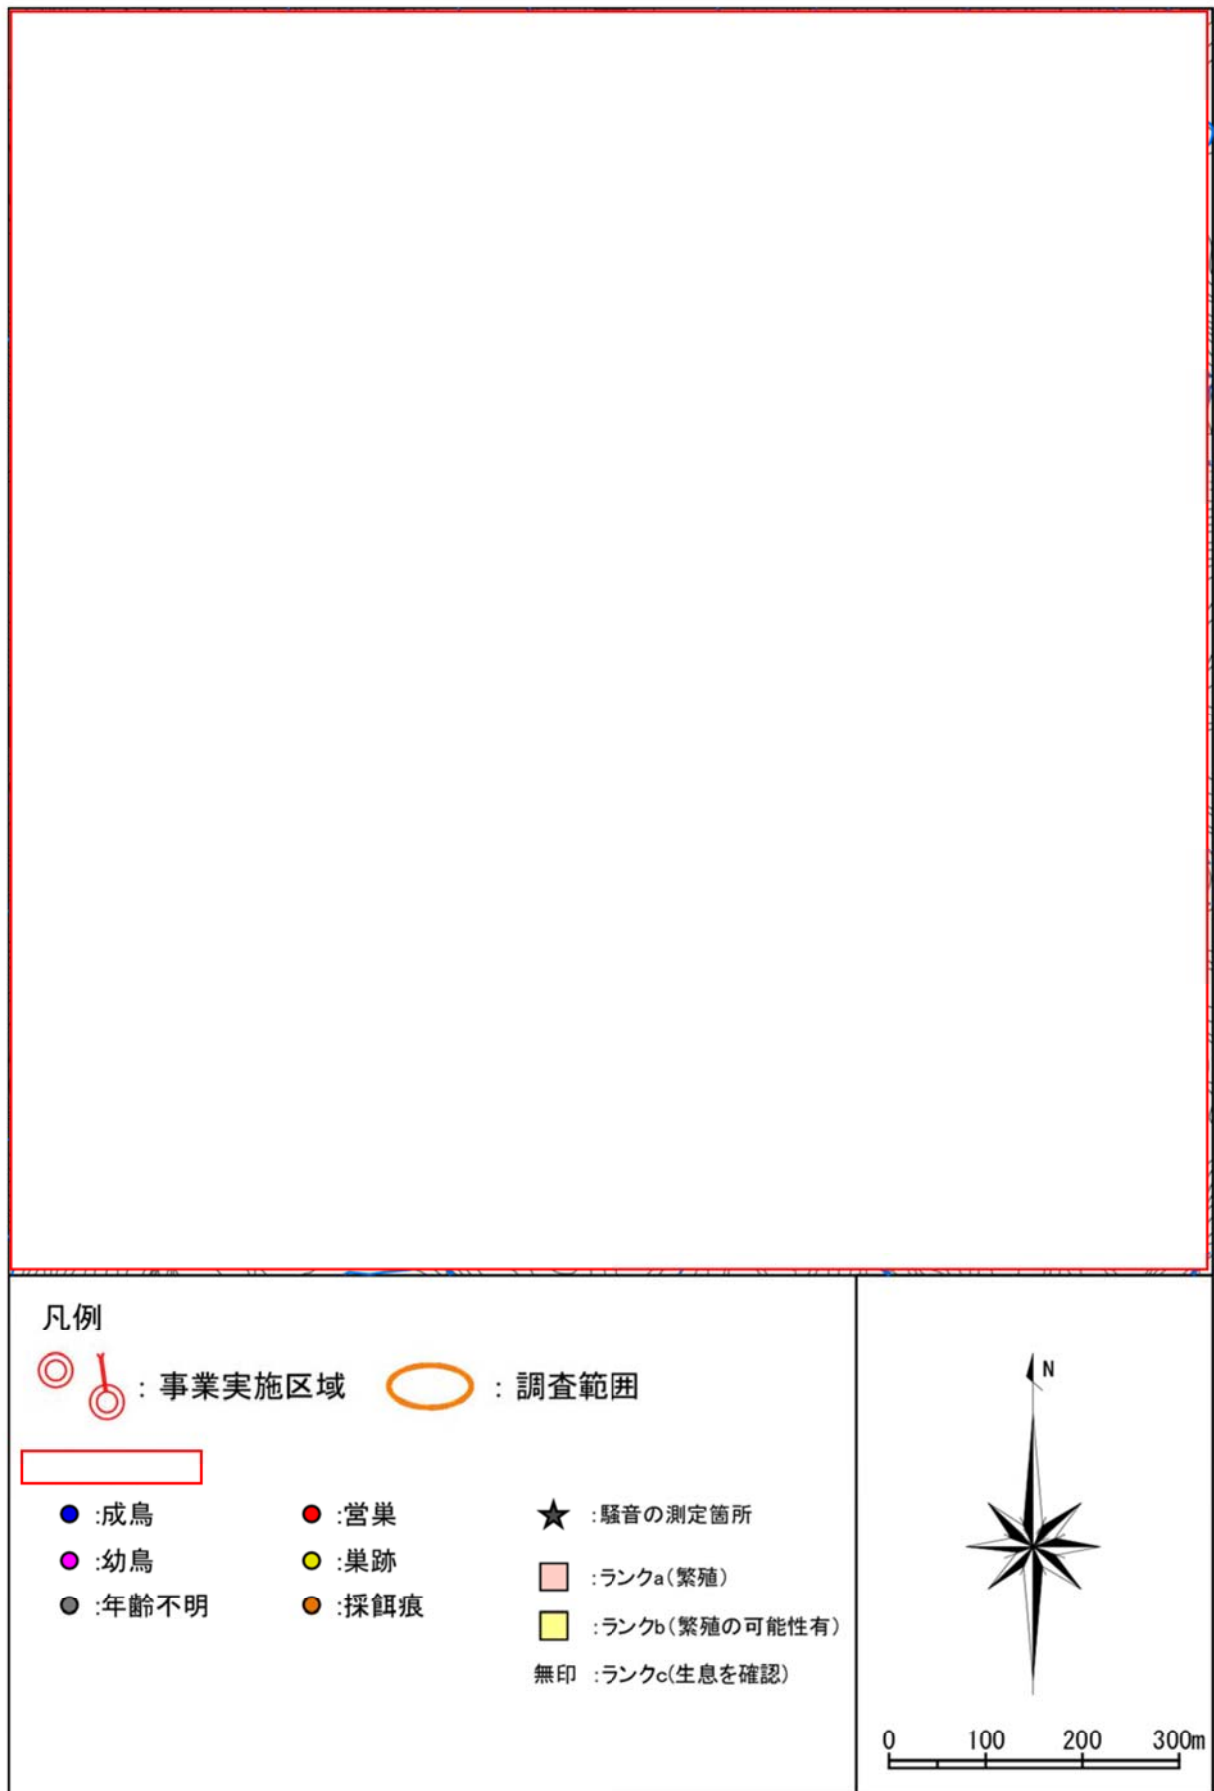 凡例
: 事業実施区域
: 調査範囲
:成鳥
:営巣
:騒音の測定箇所
:幼鳥
:巣跡
:ランクa(繁殖)
:年齢不明
:採餌痕
:ランクb(繁殖の可能性有)
無印 :ランクc(生息を確認)
N
0 100 200 300m